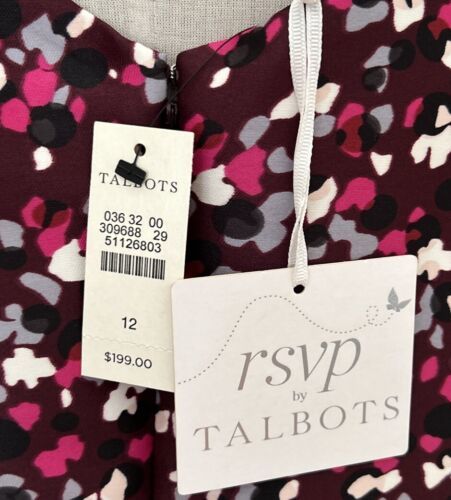 TALBOTS
036 32 00
309688 29
51126803
12
$199.00
rsvp
by
TALBOTS